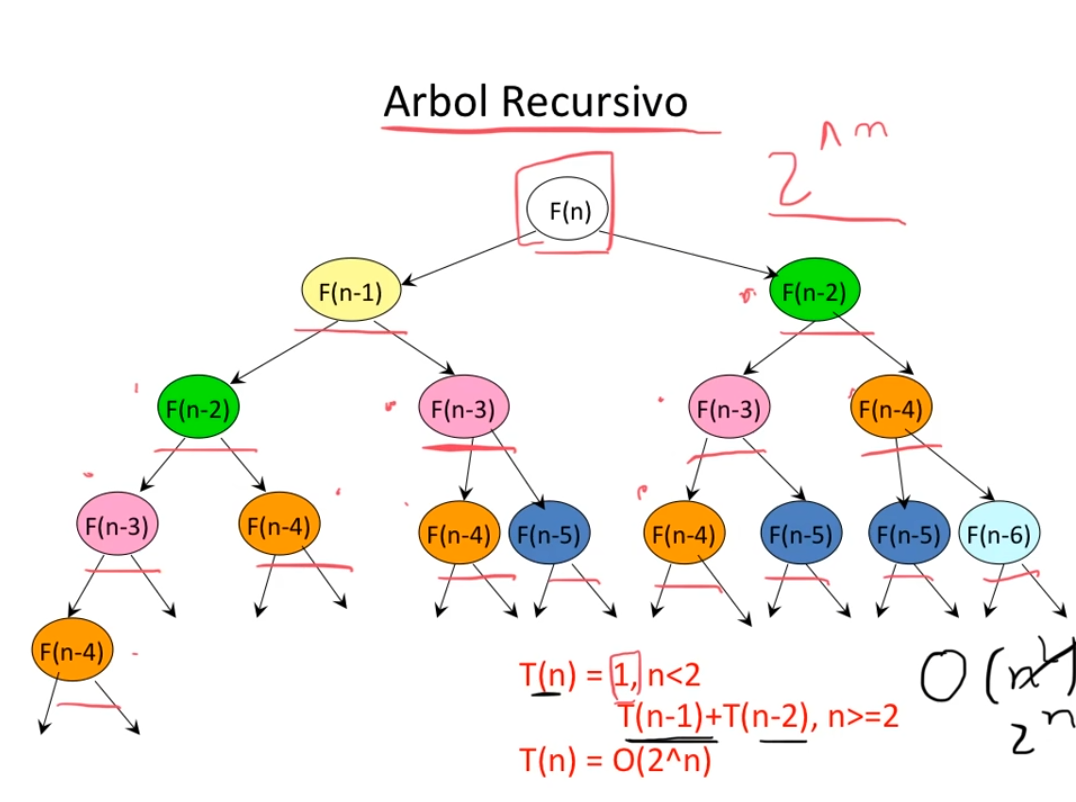 Arbol Recursivo
2^n
F(n)
F(n-1)
F(n-2)
F(n-2)
F(n-3)
F(n-3)
F(n-4)
F(n-3)
F(n-4)
F(n-4)
F(n-5)
F(n-4)
F(n-5)
F(n-5)
F(n-6)
F(n-4)
T(n) = 1, n<2
T(n-1)+T(n-2), n>=2
T(n) = O(2^n)
O(n
2^n